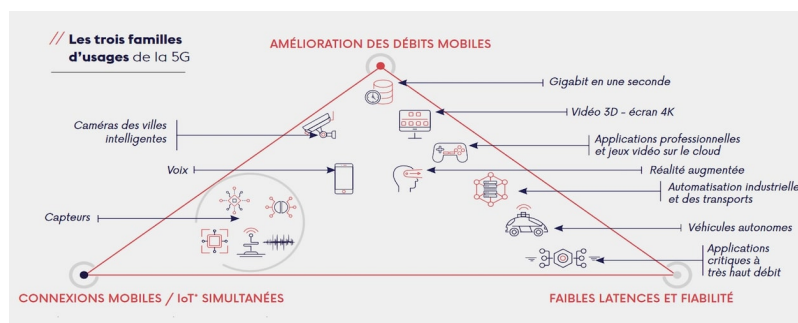 // Les trois familles
d'usages de la 5G
AMÉLIORATION DES DÉBITS MOBILES
Gigabit en une seconde
Vidéo 3D - écran 4K
Caméras des villes
intelligentes
Applications professionnelles
et jeux vidéo sur le cloud
Voix
Réalité augmentée
Automatisation industrielle
et des transports
Capteurs
Véhicules autonomes
Applications
critiques à
très haut débit
CONNEXIONS MOBILES / IoT* SIMULTANÉES
FAIBLES LATENCES ET FIABILITÉ